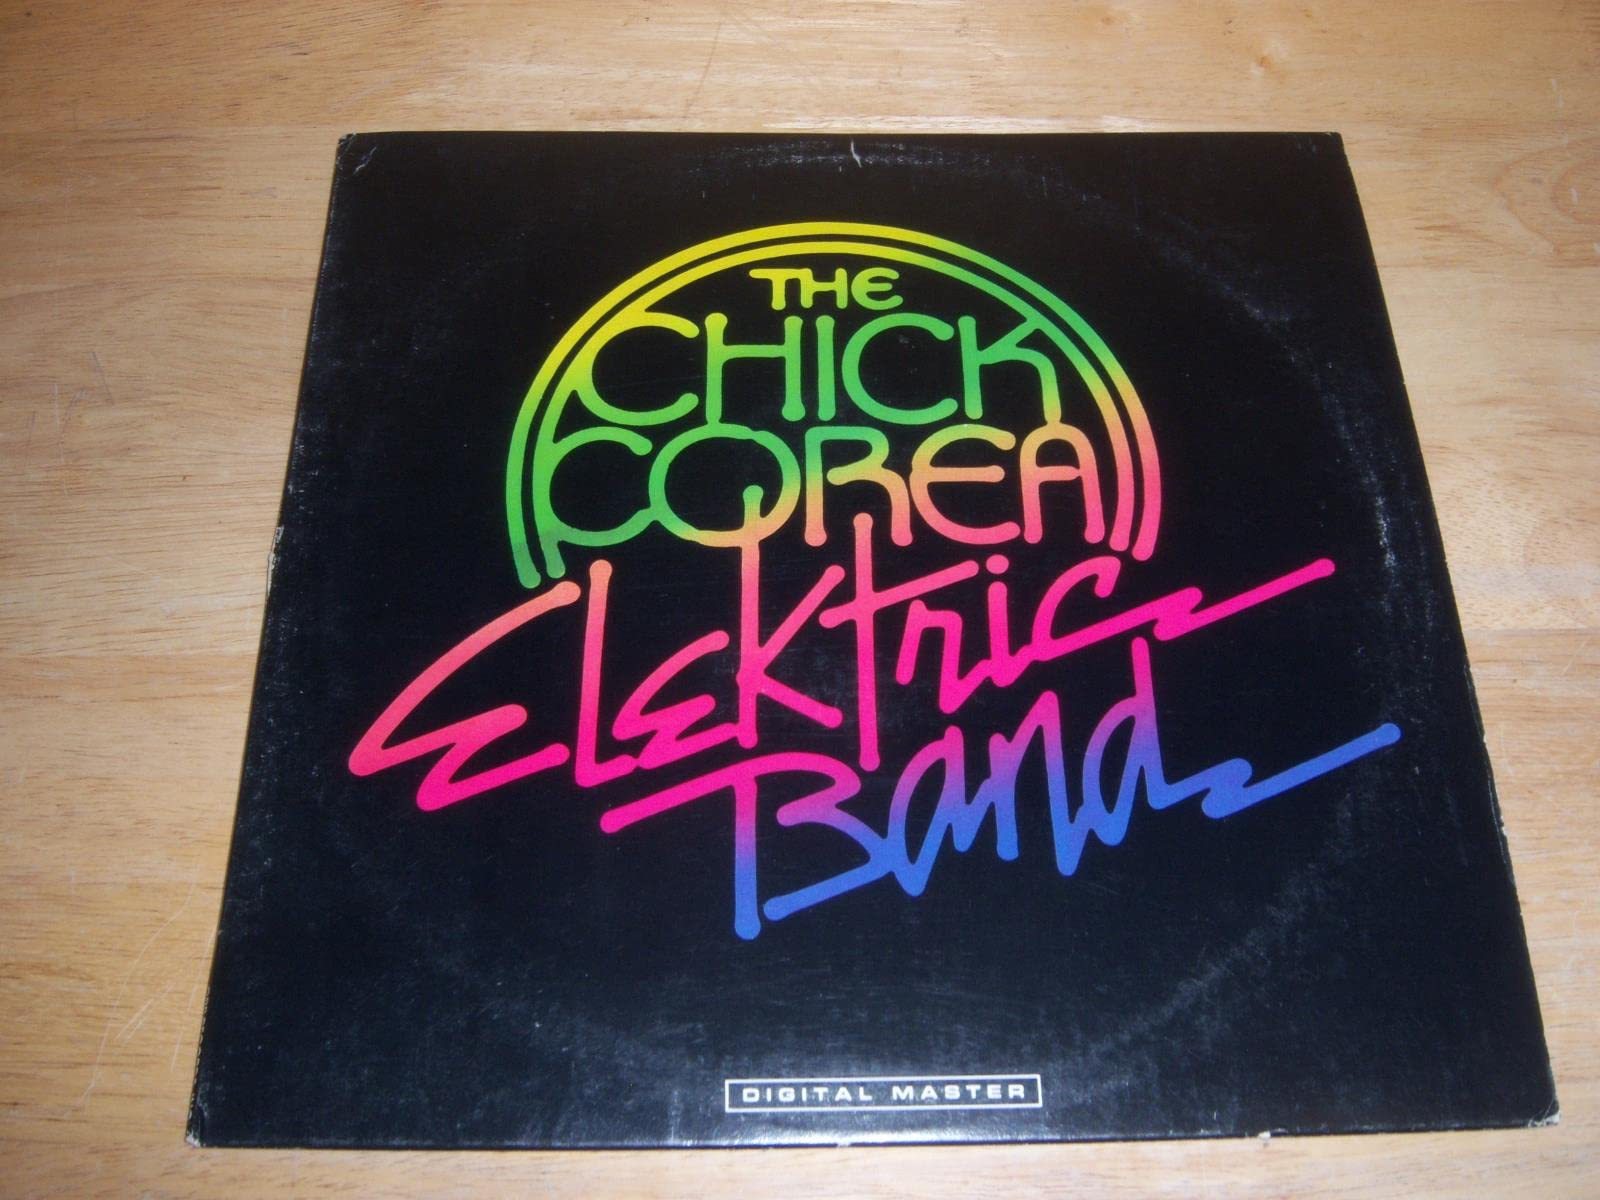 THE
CHICK
COREA
Elektric
Band
DIGITAL MASTER